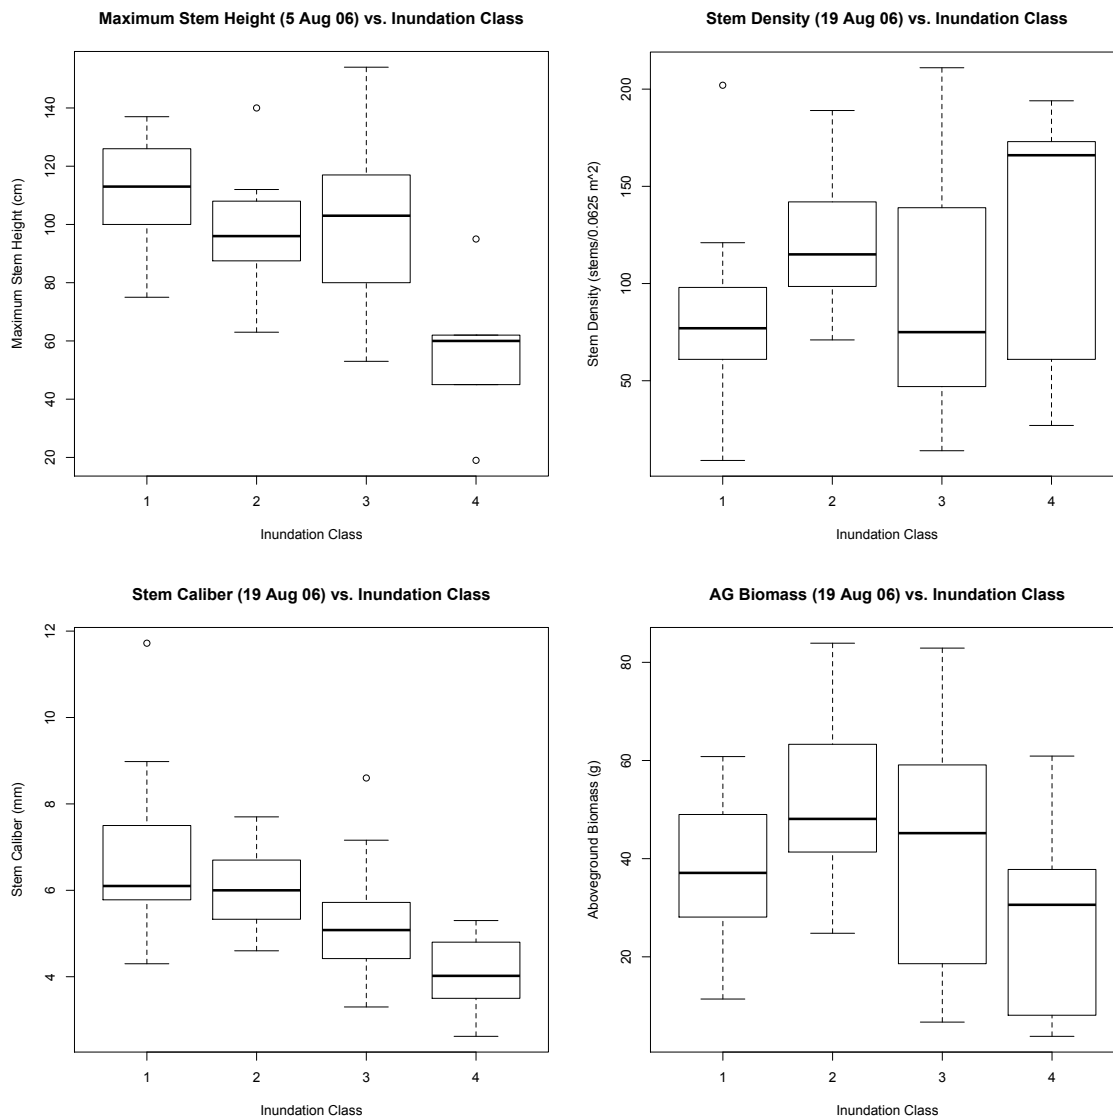 Maximum Stem Height (5 Aug 06) vs. Inundation Class
Maximum Stem Height (cm)
140
120
100
80
60
40
20
1 2 3 4
Inundation Class
Stem Density (19 Aug 06) vs. Inundation Class
Stem Density (stems/0.0625 m^2)
200
150
100
50
1 2 3 4
Inundation Class
Stem Caliber (19 Aug 06) vs. Inundation Class
Stem Caliber (mm)
12
10
8
6
4
1 2 3 4
Inundation Class
AG Biomass (19 Aug 06) vs. Inundation Class
Aboveground Biomass (g)
80
60
40
20
1 2 3 4
Inundation Class